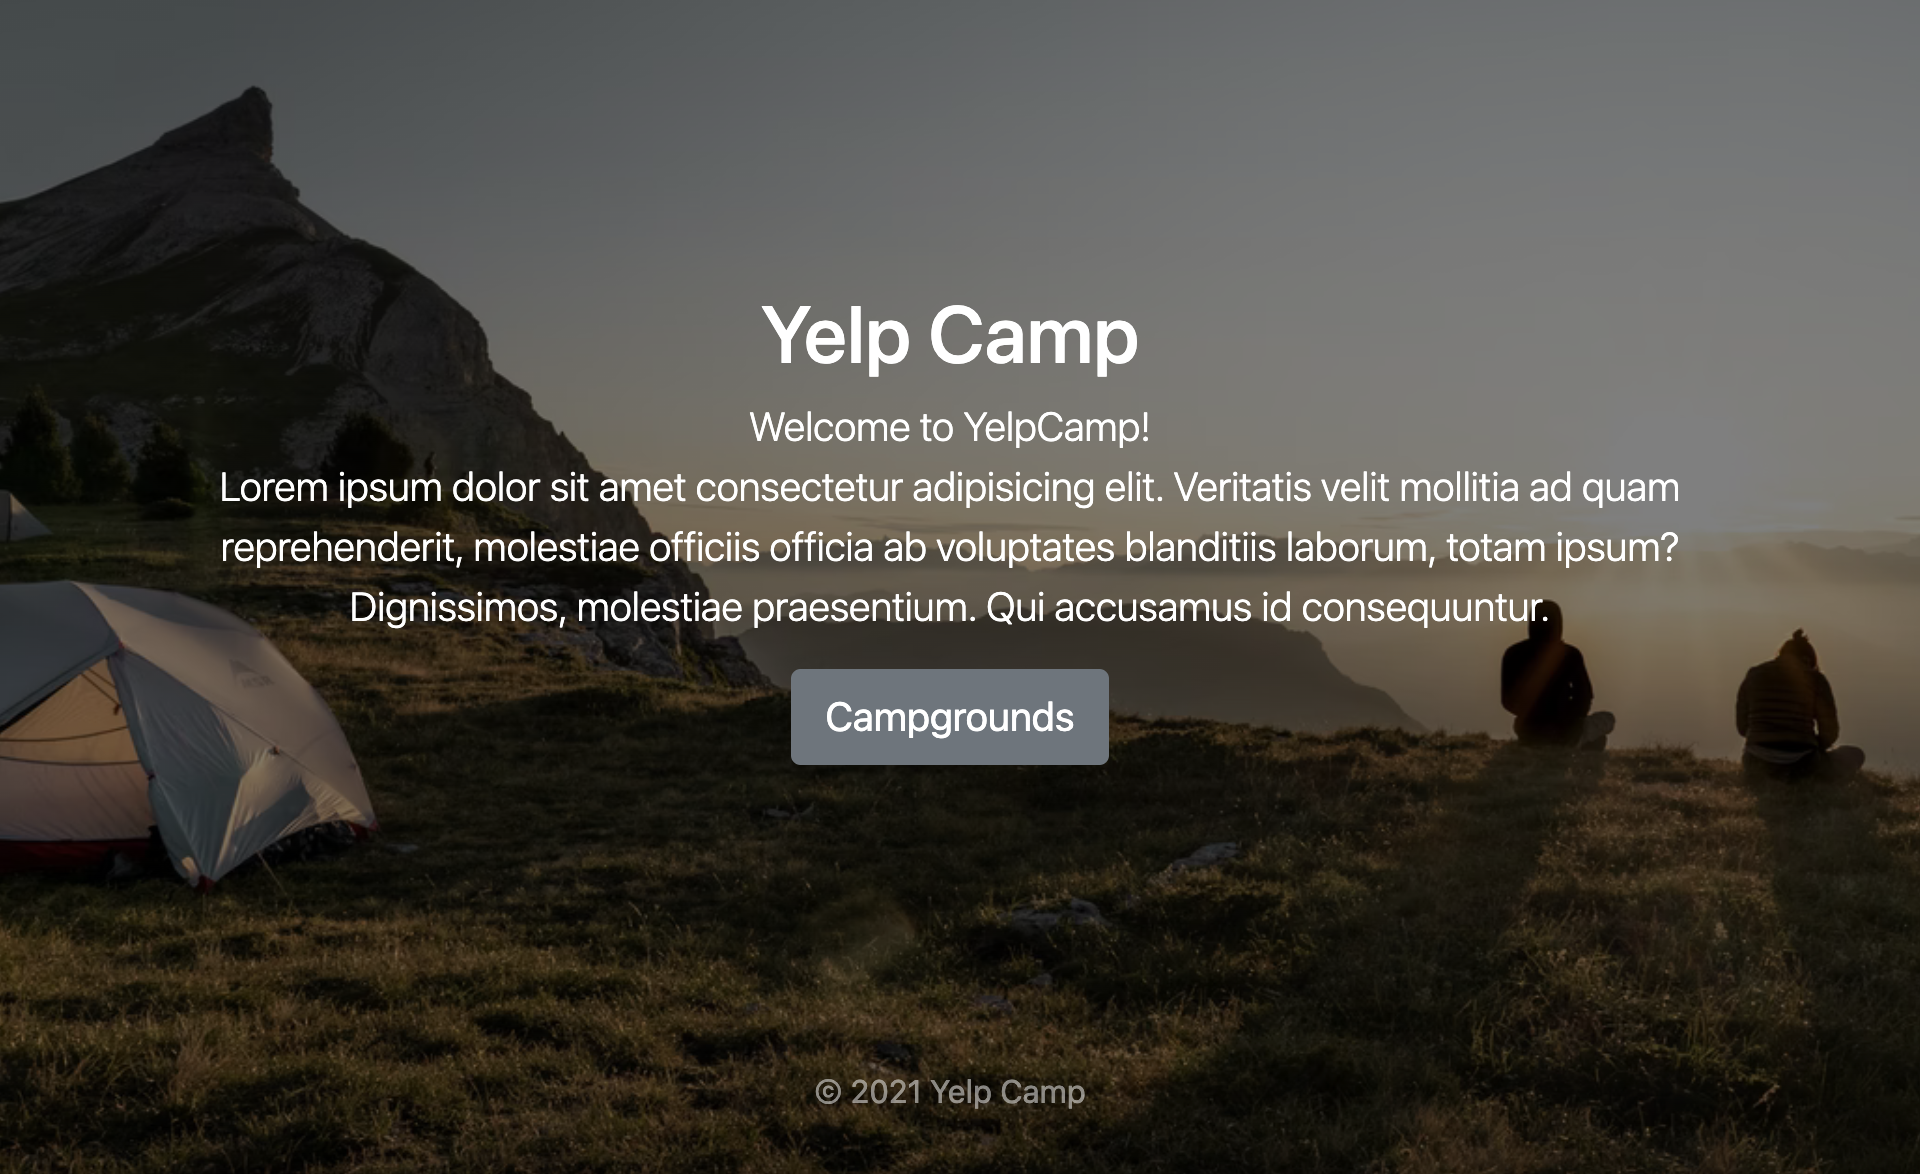 Yelp Camp
Welcome to YelpCamp!
Lorem ipsum dolor sit amet consectetur adipisicing elit. Veritatis velit mollitia ad quam
reprehenderit, molestiae officiis officia ab voluptates blanditiis laborum, totam ipsum?
Dignissimos, molestiae praesentium. Qui accusamus id consequuntur.
Campgrounds
© 2021 Yelp Camp